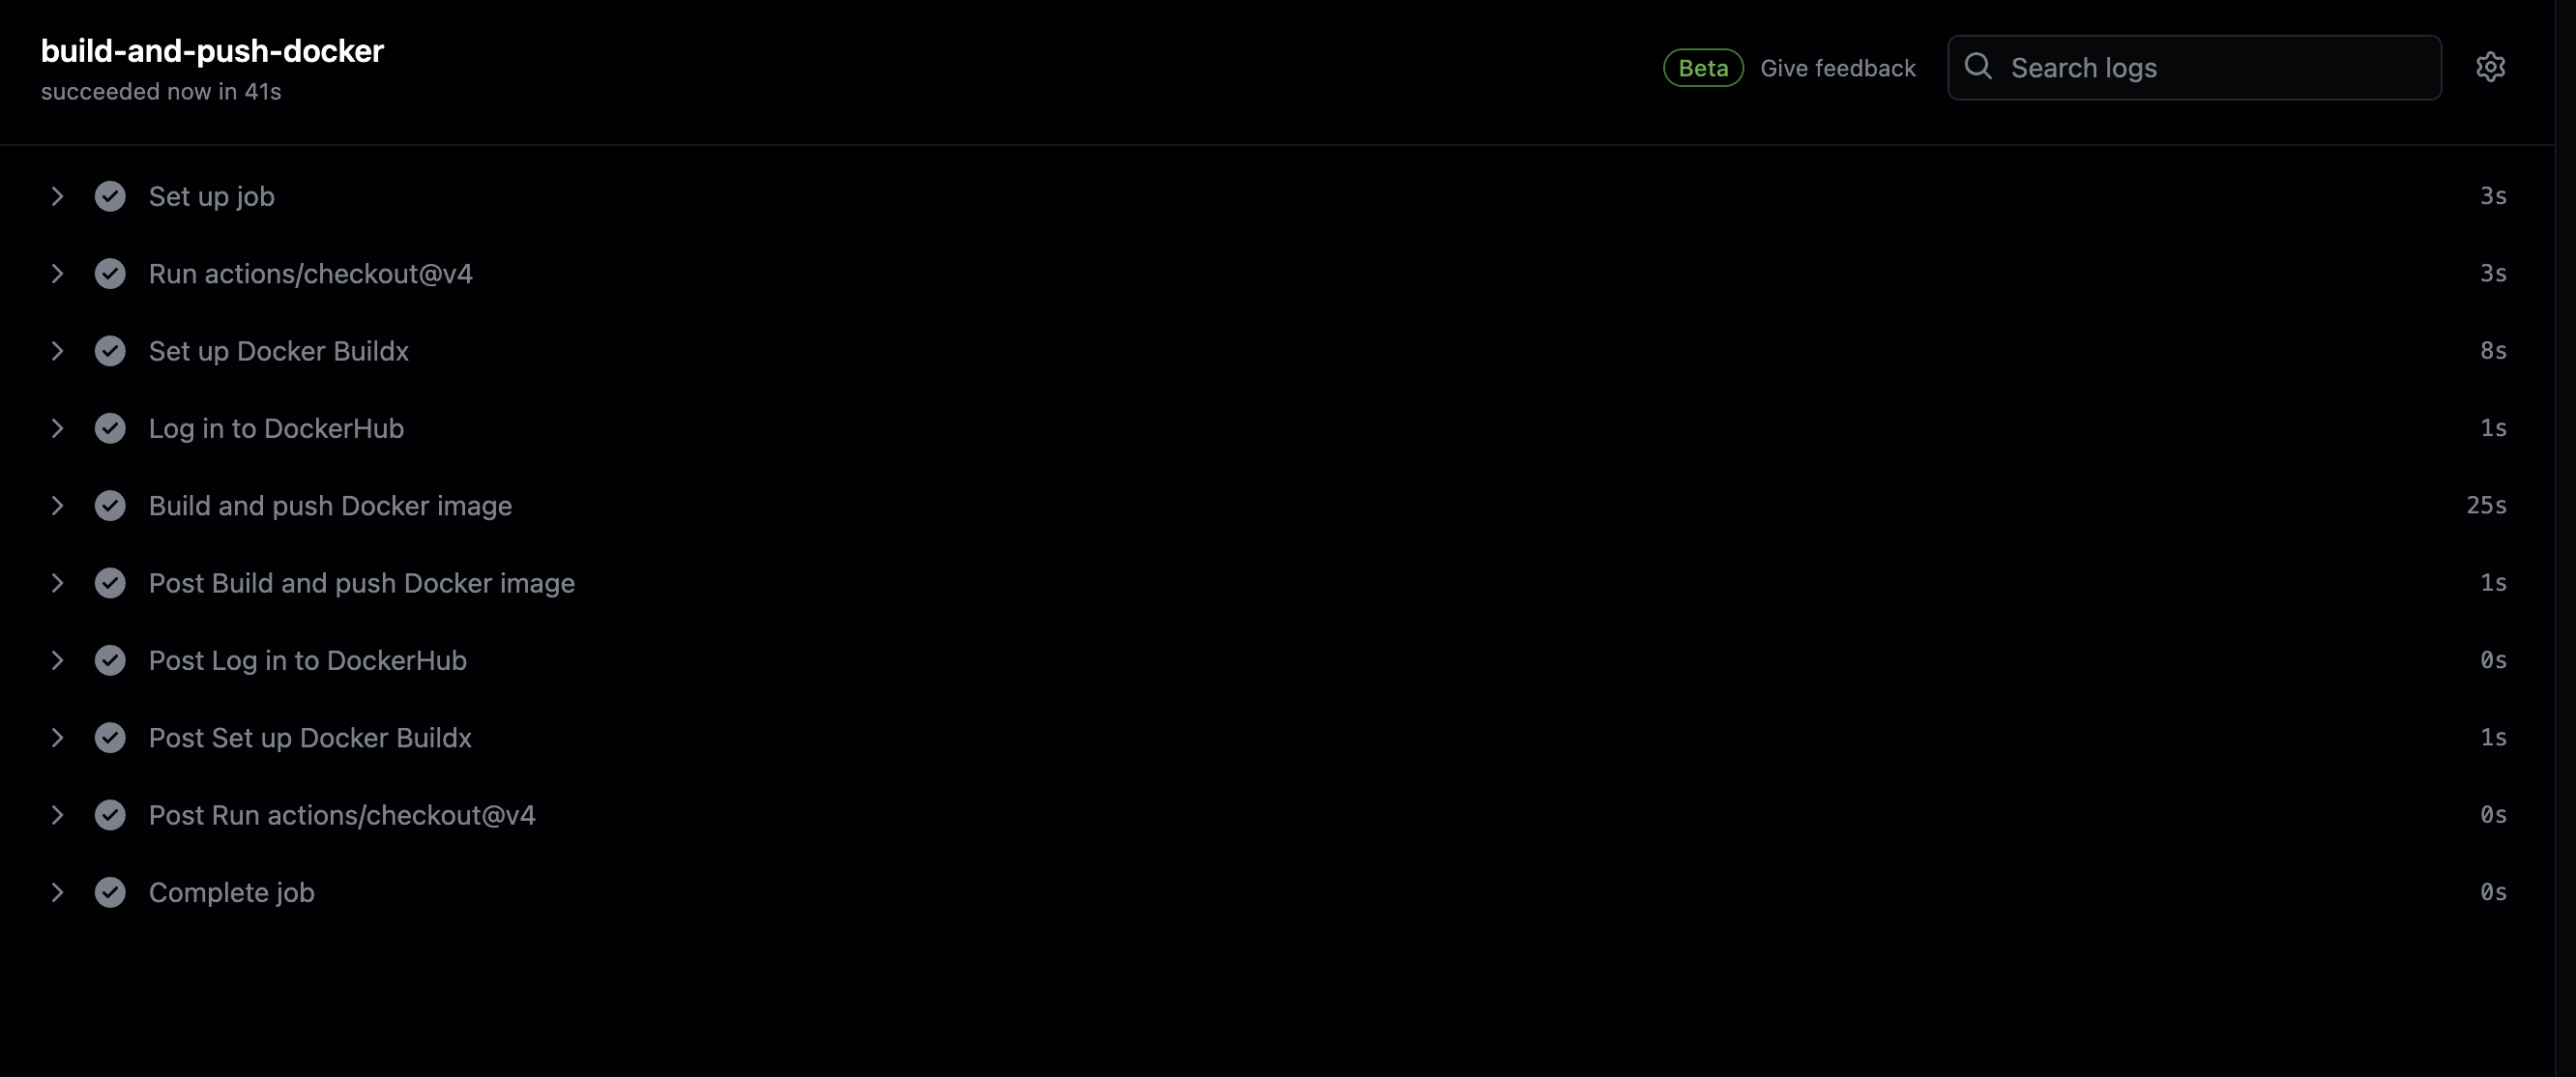 build-and-push-docker
succeeded now in 41s
Beta Give feedback Search logs
Set up job 3s
Run actions/checkout@v4 3s
Set up Docker Buildx 8s
Log in to DockerHub 1s
Build and push Docker image 25s
Post Build and push Docker image 1s
Post Log in to DockerHub 0s
Post Set up Docker Buildx 1s
Post Run actions/checkout@v4 0s
Complete job 0s